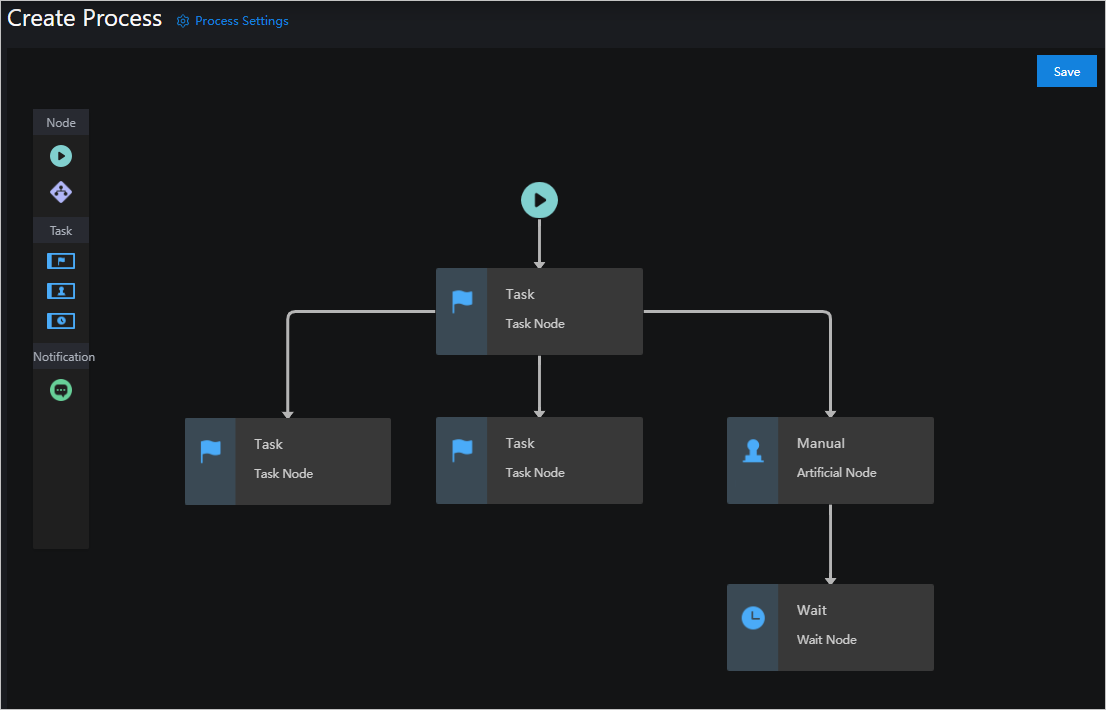 Create Process
Process Settings
Save
Node
Task
Notification
Task
Task Node
Task
Task Node
Task
Task Node
Manual
Artificial Node
Wait
Wait Node